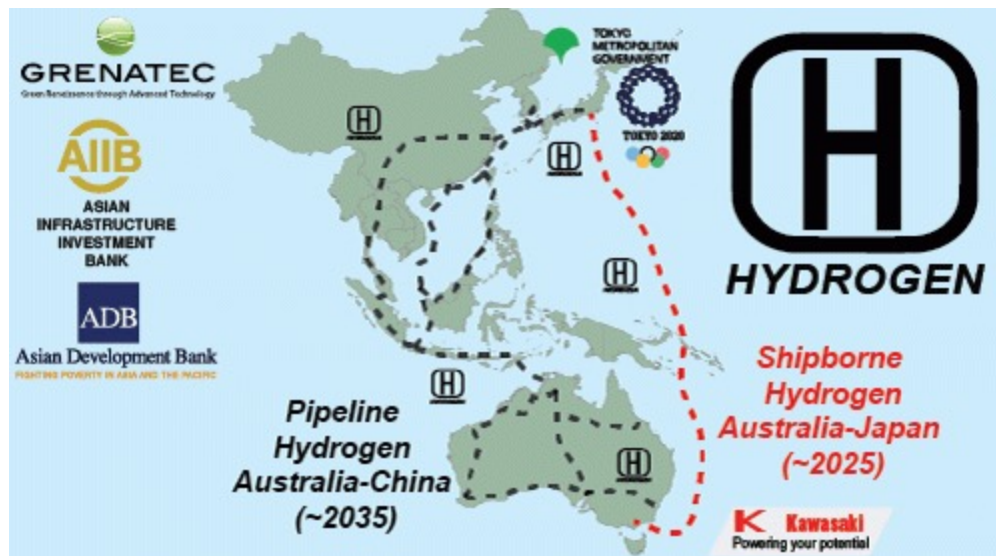 GRENATEC
Green Renaissance through Advanced Technology
AIIB
ASIAN
INFRASTRUCTURE
INVESTMENT
BANK
ADB
Asian Development Bank
FIGHTING POVERTY IN ASIA AND THE PACIFIC
TOKYO
METROPOLITAN
GOVERNMENT
TOKYO 2020
H
H
H
H
H
H
HYDROGEN
Pipeline
Hydrogen
Australia-China
(~2035)
Shipborne
Hydrogen
Australia-Japan
(~2025)
K Kawasaki
Powering your potential